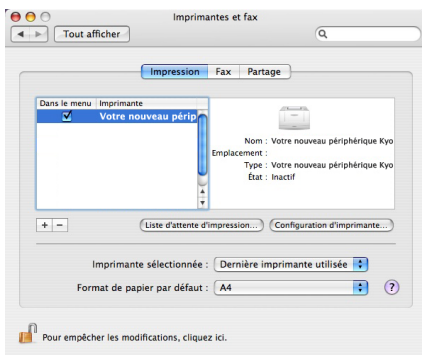 Imprimantes et fax
Tout afficher
Impression Fax Partage
Dans le menu Imprimante
Votre nouveau périp
Nom : Votre nouveau périphérique Kyo
Emplacement :
Type : Votre nouveau périphérique Kyo
État : Inactif
+ −
Liste d'attente d'impression... Configuration d'imprimante...
Imprimante sélectionnée : Dernière imprimante utilisée
Format de papier par défaut : A4 ?
Pour empêcher les modifications, cliquez ici.